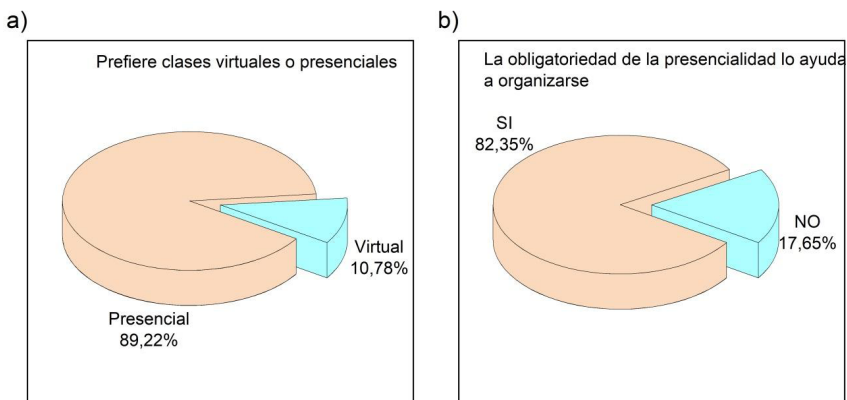 a)
Prefiere clases virtuales o presenciales
Virtual
10,78%
Presencial
89,22%
b)
La obligatoriedad de la presencialidad lo ayuda
a organizarse
SI
82,35%
NO
17,65%